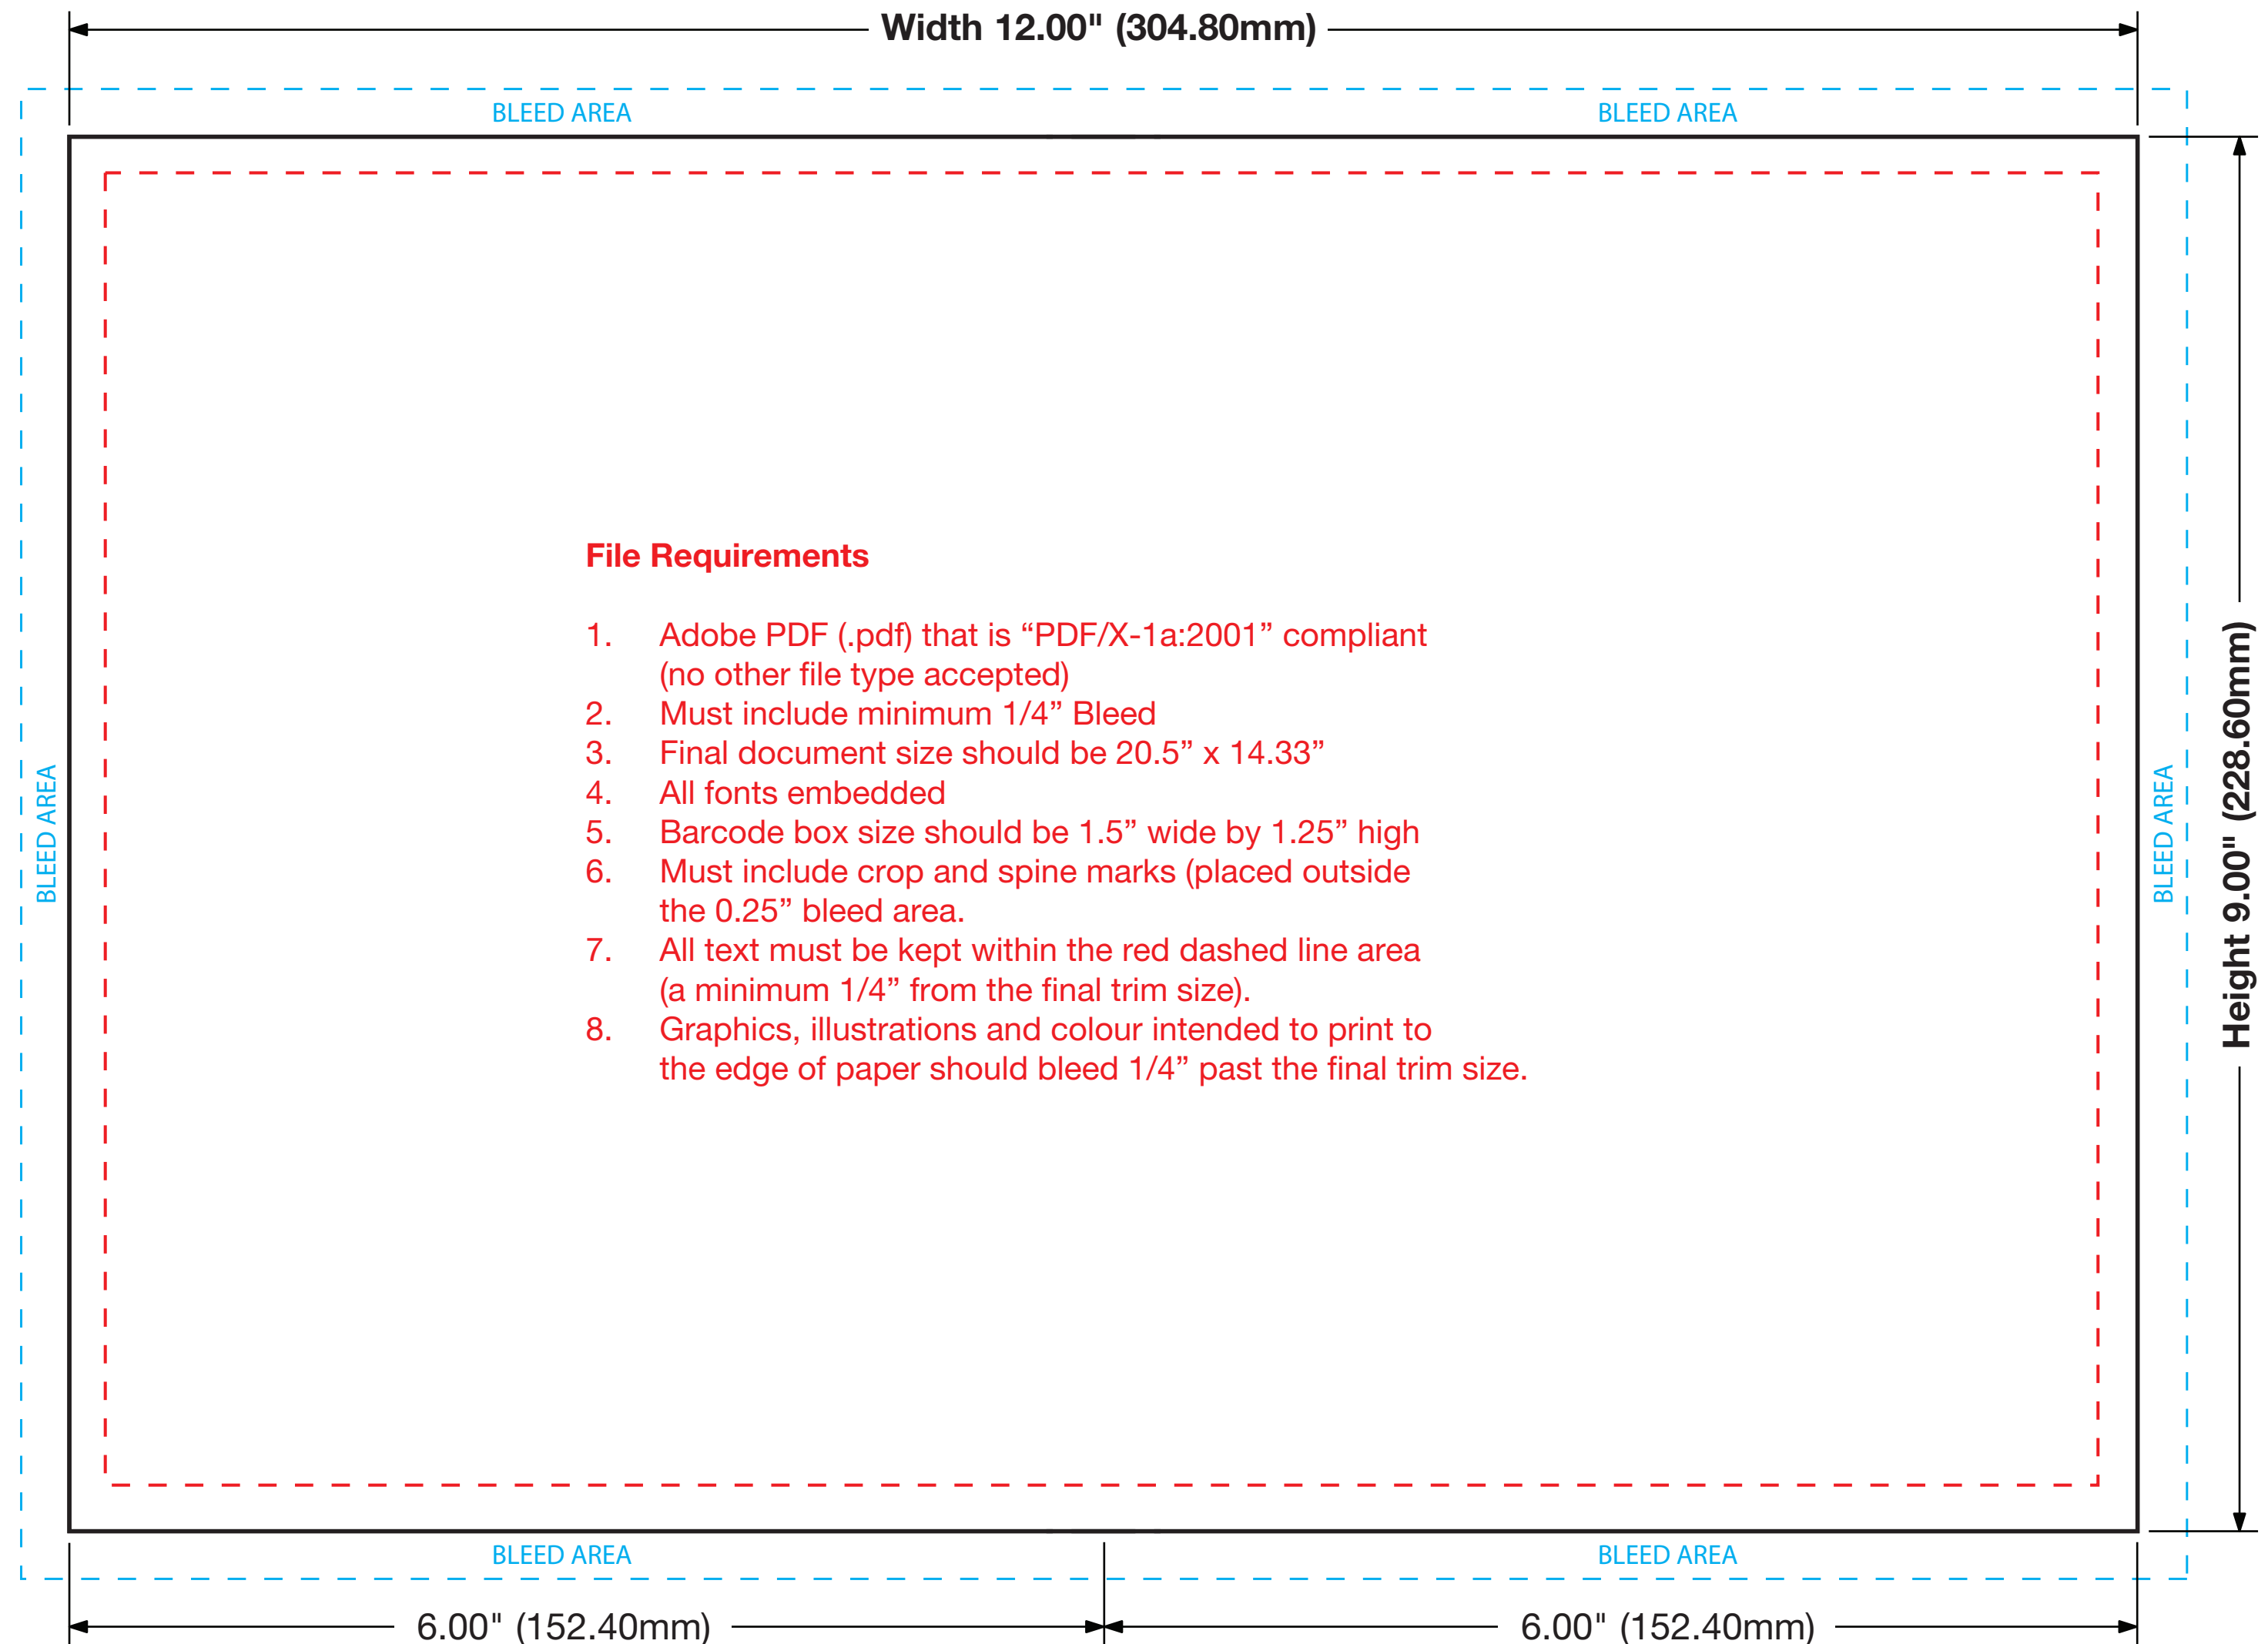 Width 12.00" (304.80mm)
BLEED AREA
BLEED AREA
File Requirements
1. Adobe PDF (.pdf) that is “PDF/X-1a:2001” compliant
(no other file type accepted)
2. Must include minimum 1/4” Bleed
3. Final document size should be 20.5” x 14.33”
4. All fonts embedded
5. Barcode box size should be 1.5” wide by 1.25” high
6. Must include crop and spine marks (placed outside
the 0.25” bleed area.
7. All text must be kept within the red dashed line area
(a minimum 1/4” from the final trim size).
8. Graphics, illustrations and colour intended to print to
the edge of paper should bleed 1/4” past the final trim size.
BLEED AREA
BLEED AREA
Height 9.00" (228.60mm)
BLEED AREA
BLEED AREA
6.00" (152.40mm)
6.00" (152.40mm)